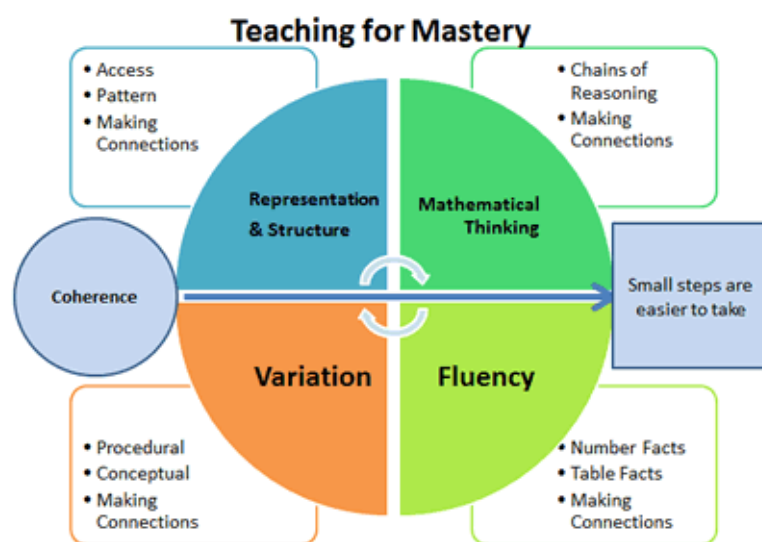 Teaching for Mastery
• Access
• Pattern
• Making
Connections
• Chains of
Reasoning
• Making
Connections
Representation
& Structure
Mathematical
Thinking
Coherence
Small steps are
easier to take
Variation
Fluency
• Procedural
• Conceptual
• Making
Connections
• Number Facts
• Table Facts
• Making
Connections